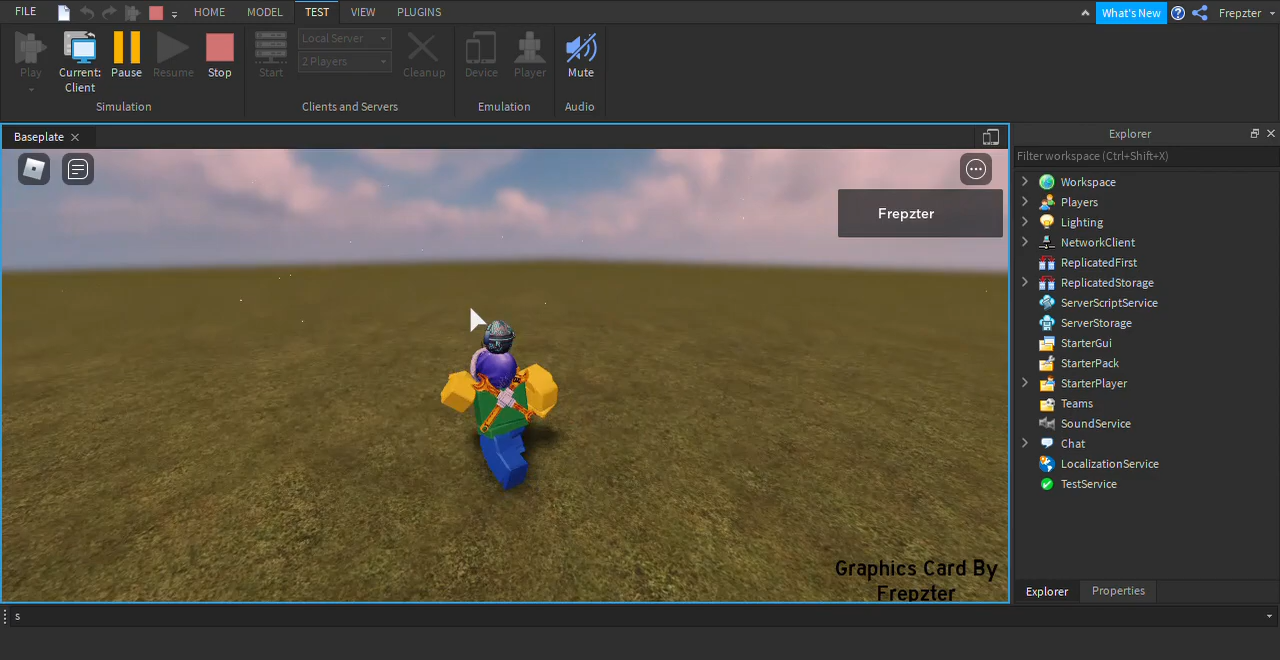 FILE
HOME
MODEL
TEST
VIEW
PLUGINS
What's New
Frepzter
Play
Current:
Client
Pause
Resume
Stop
Start
Local Server
2 Players
Cleanup
Device
Player
Mute
Simulation
Clients and Servers
Emulation
Audio
Baseplate
Frepzter
Graphics Card By
Frepzter
Explorer
Filter workspace (Ctrl+Shift+X)
Workspace
Players
Lighting
NetworkClient
ReplicatedFirst
ReplicatedStorage
ServerScriptService
ServerStorage
StarterGui
StarterPack
StarterPlayer
Teams
SoundService
Chat
LocalizationService
TestService
Explorer
Properties
s